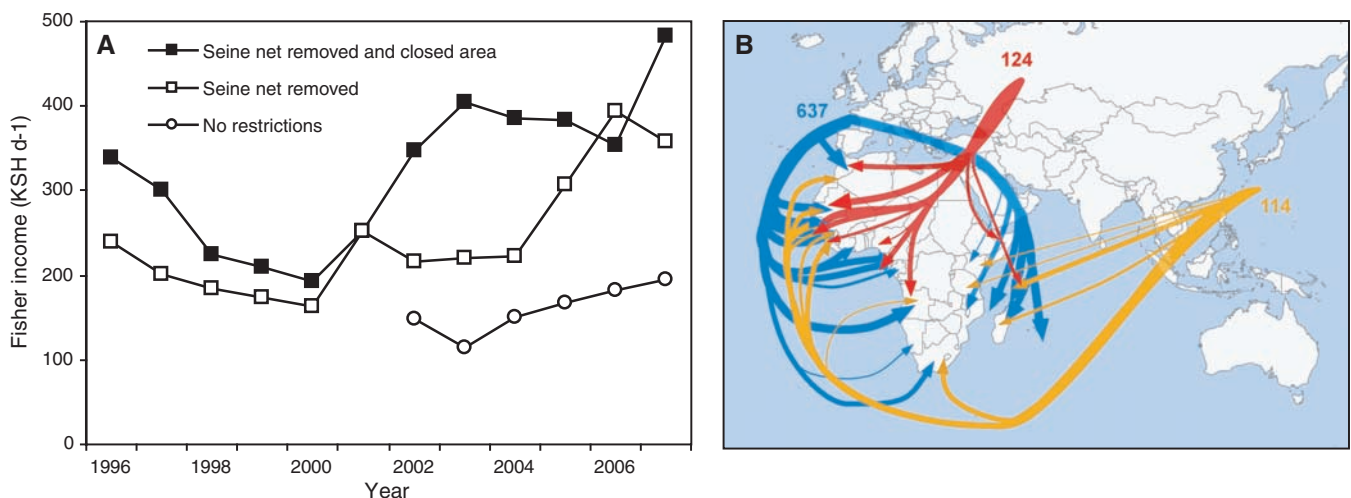 A
Seine net removed and closed area
Seine net removed
No restrictions
Fisher income (KSH d-1)
500
400
300
200
100
0
1996
1998
2000
2002
2004
2006
Year
B
124
637
114